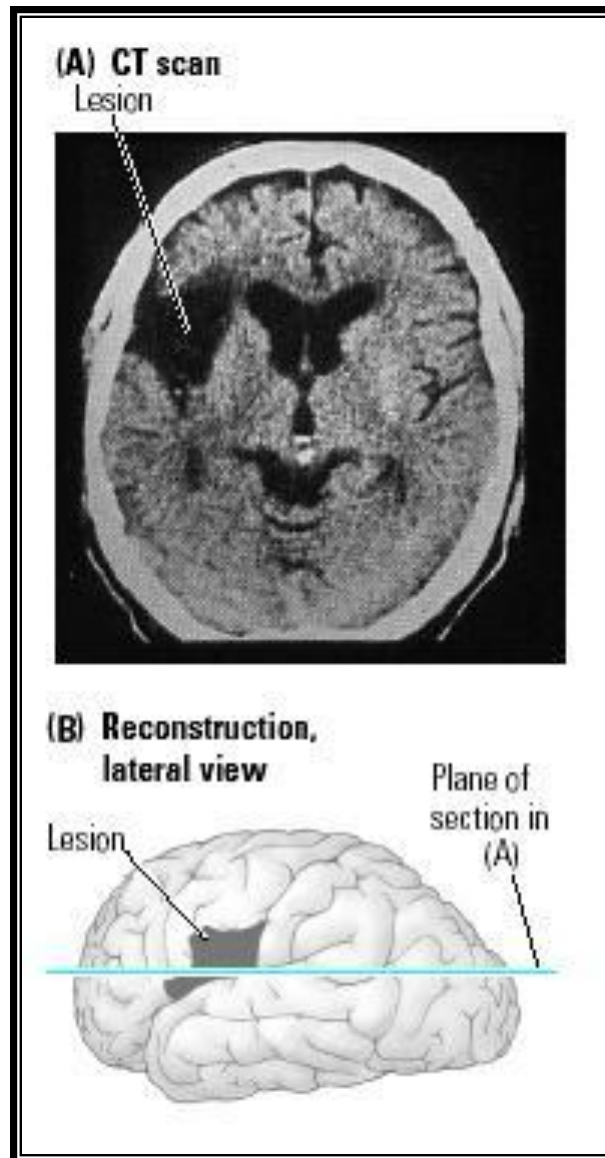 (A) CT scan
Lesion
(B) Reconstruction,
lateral view
Plane of
section in
(A)
Lesion